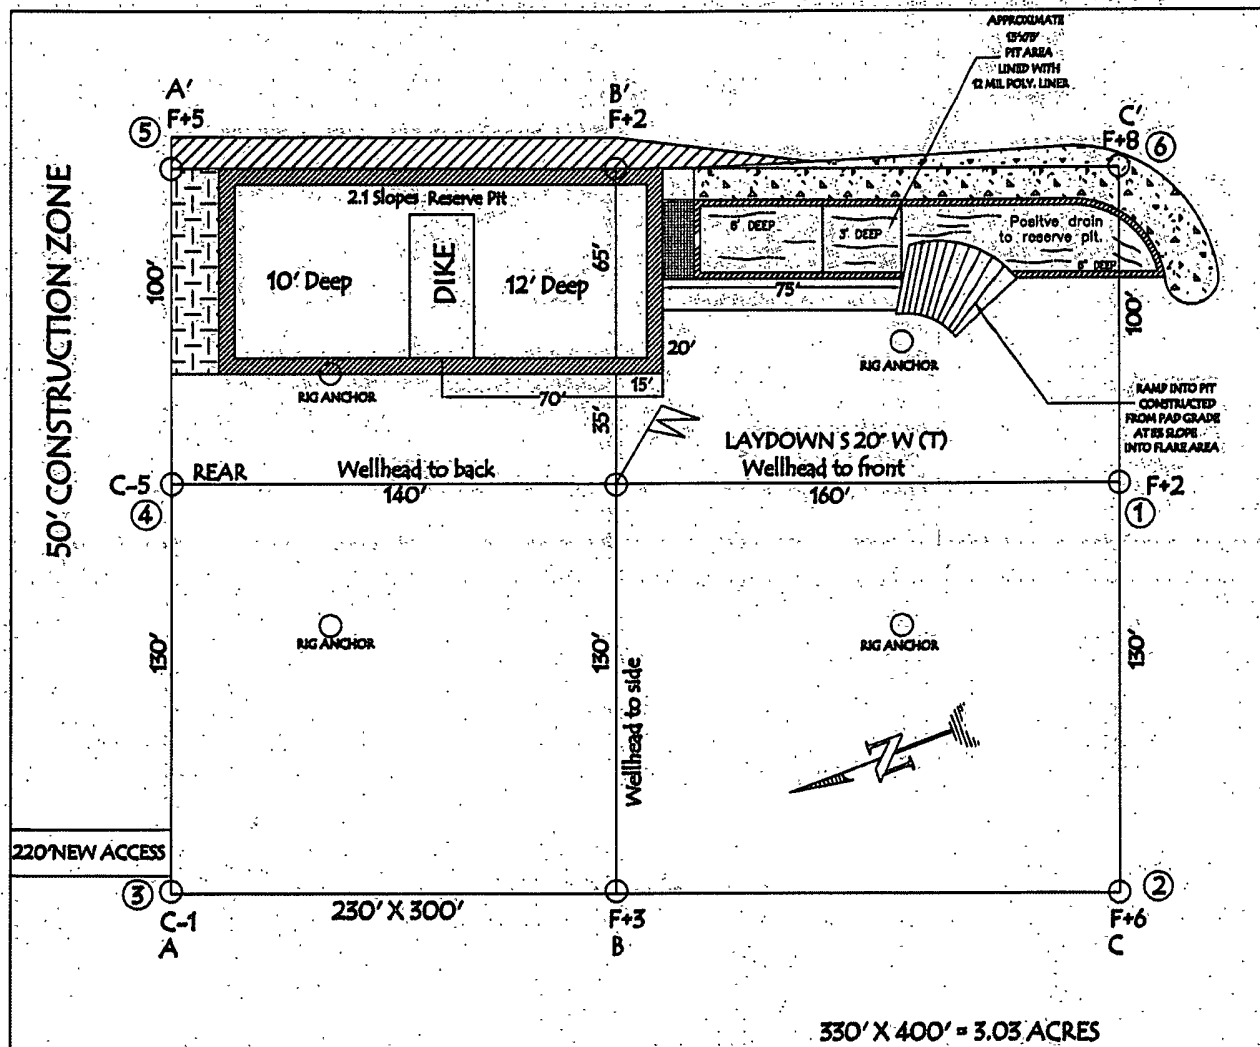 APPROXIMATE
PIT AREA
LINED WITH
12 MIL POLY. LINER
A'
F+5
B'
F+2
C'
F+8
5
6
50' CONSTRUCTION ZONE
2.1 Slopes Reserve Pit
10' Deep
DIKE
12' Deep
65'
100'
6' DEEP
3' DEEP
Positve drain
to reserve pit.
6' DEEP
75'
100'
20'
15'
70'
35'
RIG ANCHOR
RIG ANCHOR
RAMP INTO PIT
CONSTRUCTED
FROM PAD GRADE
INTO FLARE AREA
LAYDOWN S 20° W (T)
C-5
REAR
Wellhead to back
140'
Wellhead to front
160'
F+2
4
1
RIG ANCHOR
RIG ANCHOR
130'
130'
Wellhead to side
130'
N
220' NEW ACCESS
3
2
C-1
A
230' X 300'
F+3
B
F+6
C
330' X 400' = 3.03 ACRES